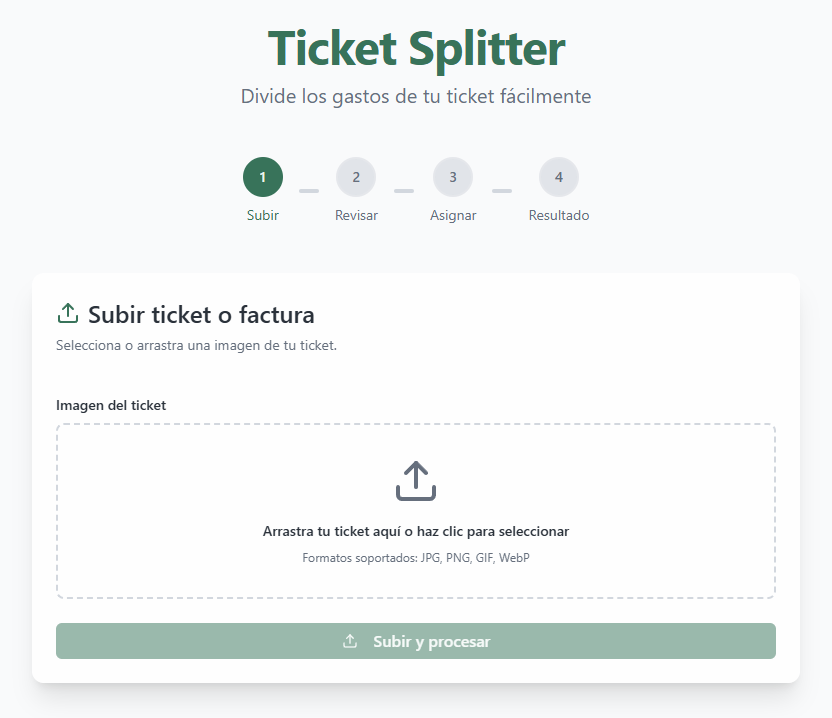 Ticket Splitter
Divide los gastos de tu ticket fácilmente
1
2
3
4
Subir
Revisar
Asignar
Resultado
Subir ticket o factura
Selecciona o arrastra una imagen de tu ticket.
Imagen del ticket
Arrastra tu ticket aquí o haz clic para seleccionar
Formatos soportados: JPG, PNG, GIF, WebP
Subir y procesar